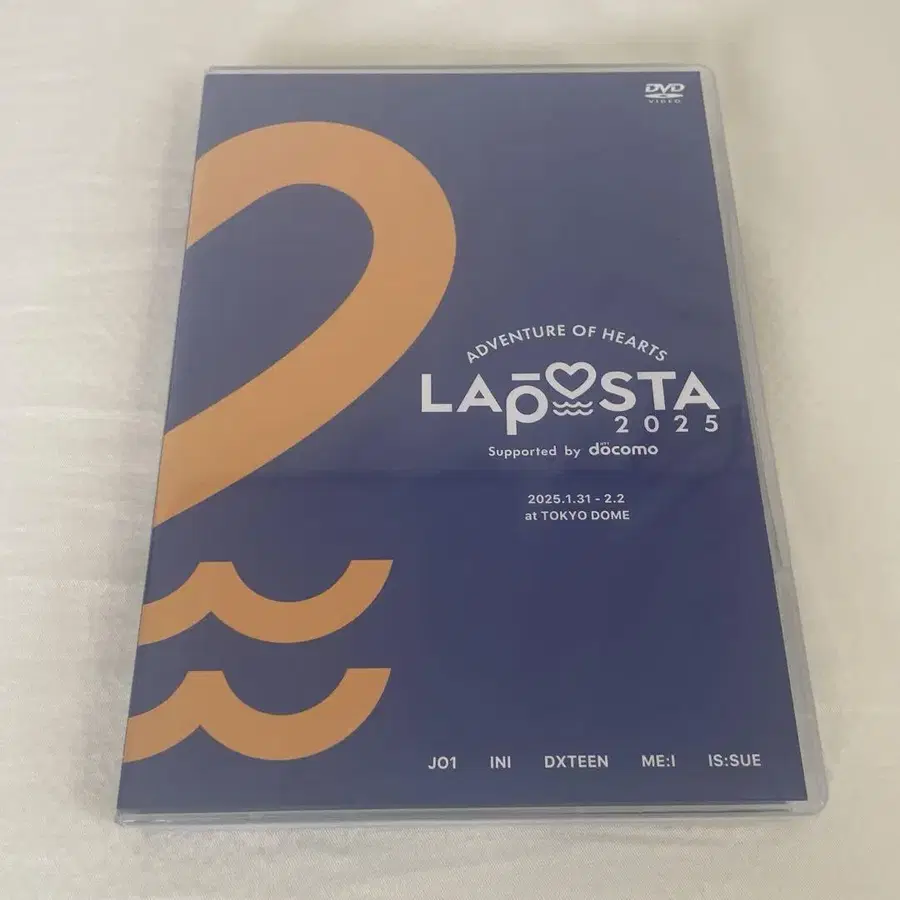 DVD
VIDEO
ADVENTURE OF HEARTS
LAPOSTA
2025
Supported by döcomo
2025.1.31 - 2.2
at TOKYO DOME
JO1 INI DXTEEN ME:I IS:SUE